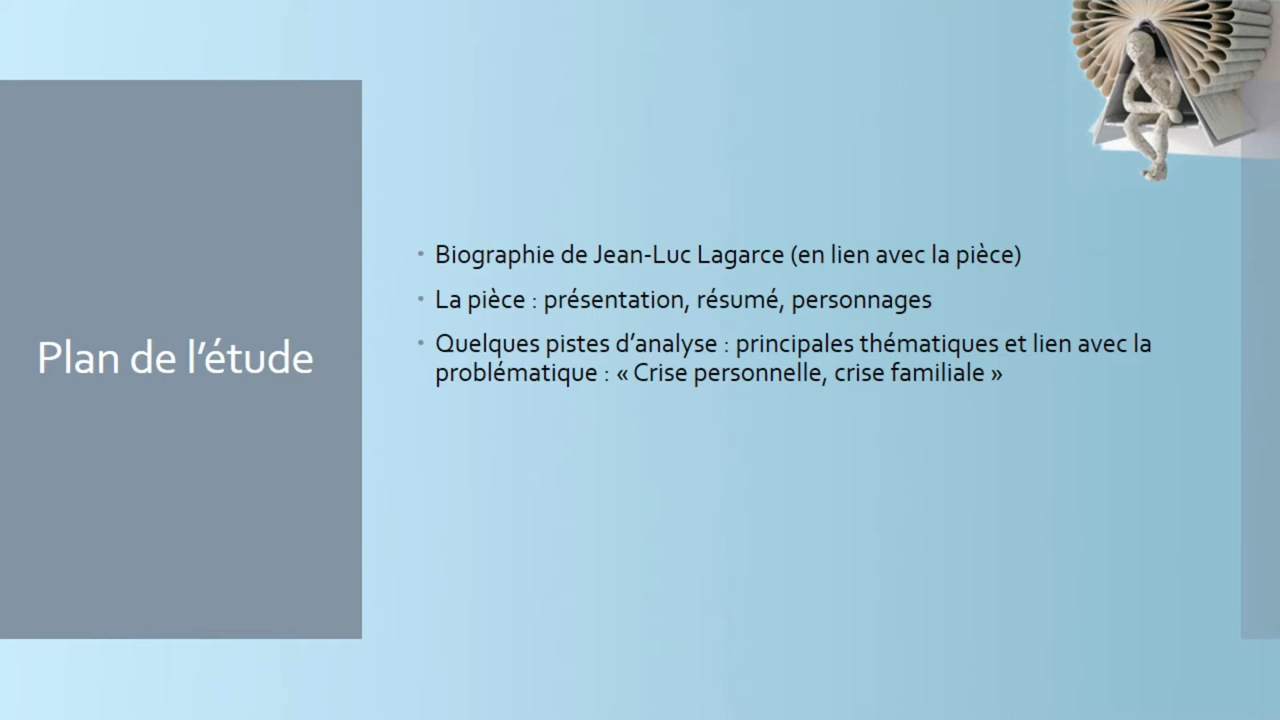 Plan de l’étude
Biographie de Jean-Luc Lagarce (en lien avec la pièce)
La pièce : présentation, résumé, personnages
Quelques pistes d’analyse : principales thématiques et lien avec la
problématique : « Crise personnelle, crise familiale »